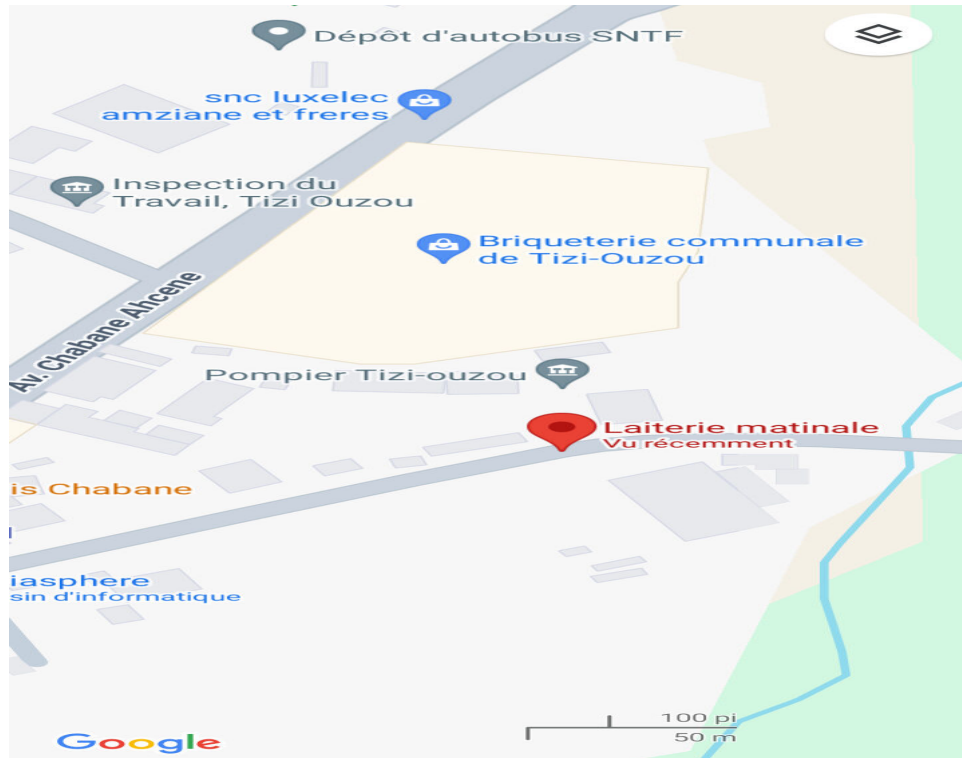 Dépôt d'autobus SNTF
snc luxelec
amziane et freres
Inspection du
Travail, Tizi Ouzou
Briqueterie communale
de Tizi-Ouzou
Av. Chabane Ahcene
Pompier Tizi-ouzou
Laiterie matinale
Vu récemment
is Chabane
iasphere
sin d'informatique
100 pi
50 m
Google